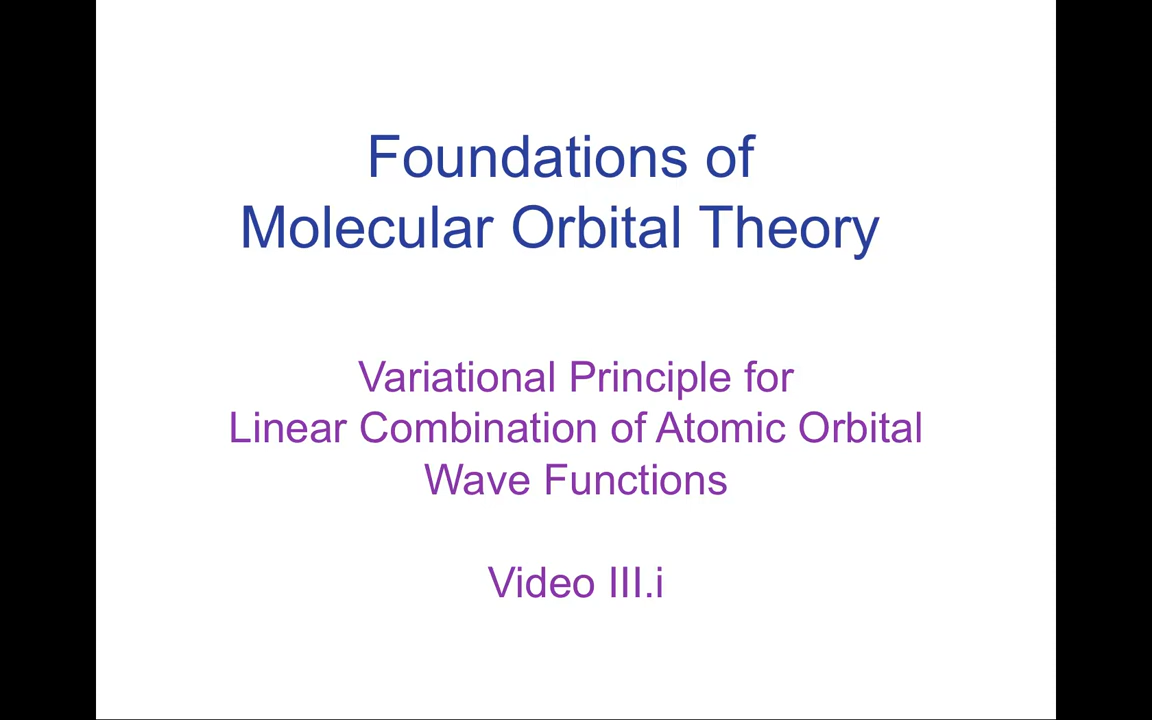 Foundations of
Molecular Orbital Theory
Variational Principle for
Linear Combination of Atomic Orbital
Wave Functions
Video III.i